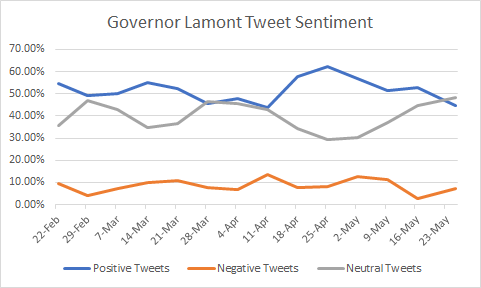 Governor Lamont Tweet Sentiment
70.00%
60.00%
50.00%
40.00%
30.00%
20.00%
10.00%
0.00%
22-Feb 29-Feb 7-Mar 14-Mar 21-Mar 28-Mar 4-Apr 11-Apr 18-Apr 25-Apr 2-May 9-May 16-May 23-May
Positive Tweets Negative Tweets Neutral Tweets